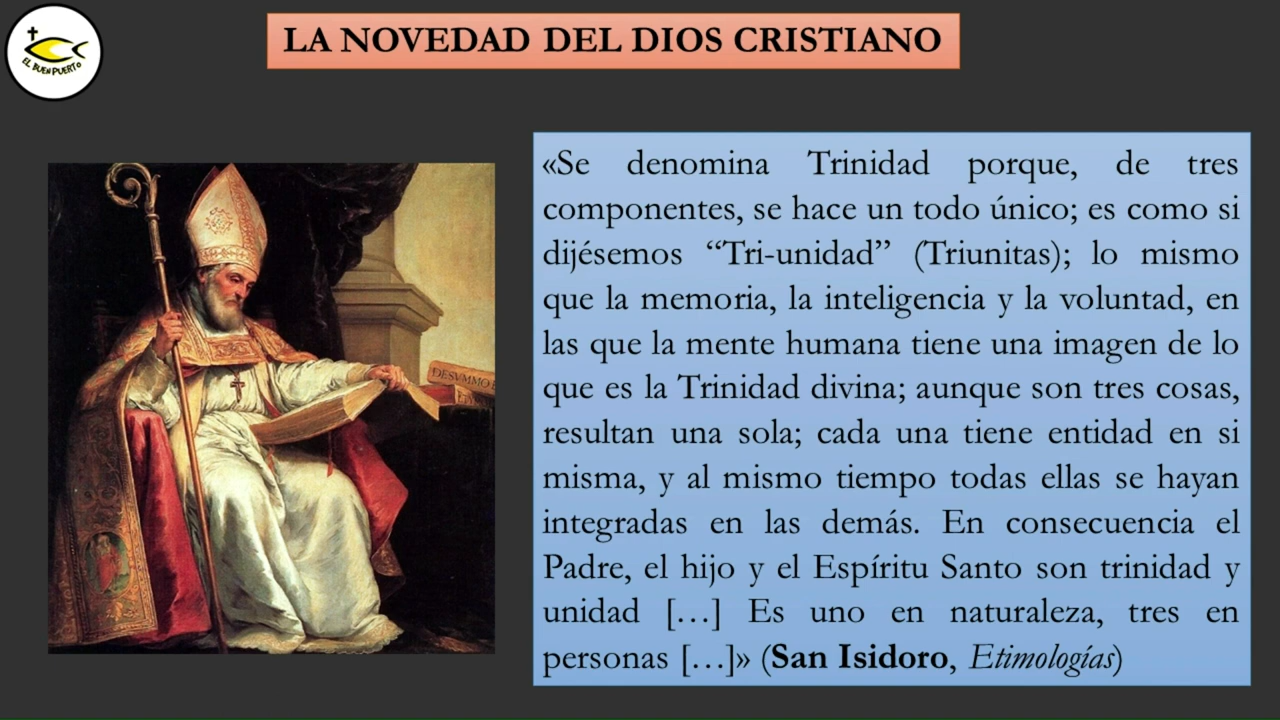 EL BUEN PUERTO
LA NOVEDAD DEL DIOS CRISTIANO
«Se denomina Trinidad porque, de tres
componentes, se hace un todo único; es como si
dijésemos “Tri-unidad” (Triunitas); lo mismo
que la memoria, la inteligencia y la voluntad, en
las que la mente humana tiene una imagen de lo
que es la Trinidad divina; aunque son tres cosas,
resultan una sola; cada una tiene entidad en si
misma, y al mismo tiempo todas ellas se hayan
integradas en las demás. En consecuencia el
Padre, el hijo y el Espíritu Santo son trinidad y
unidad […] Es uno en naturaleza, tres en
personas […]» (San Isidoro, Etimologías)
DESVMMO